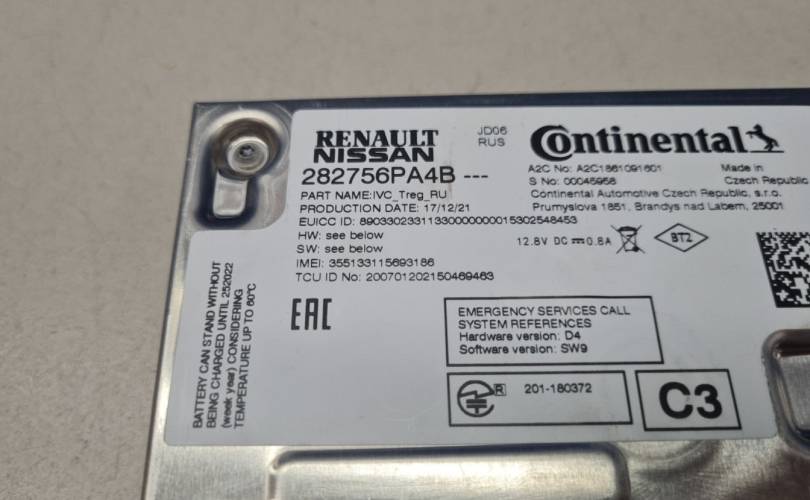 RENAULT
NISSAN
JD06
RUS
Continental
282756PA4B ---
PART NAME:IVC_Treg_RU
PRODUCTION DATE: 17/12/21
EUICC ID: 89033023311330000000015302548453
HW: see below
SW: see below
IMEI: 355133115693186
TCU ID No: 200701202150469463
A2C No: A2C1861091601
S No: 00045958
Made in
Czech Republic
Continental Automotive Czech Republic, s.r.o.
Prumyslova 1851, Brandys nad Labem, 25001
12.8V DC 0.8A
BTZ
EAC
EMERGENCY SERVICES CALL
SYSTEM REFERENCES
Hardware version: D4
Software version: SW9
R
201-180372
C3
BATTERY CAN STAND WITHOUT
BEING CHARGED UNTIL 252022
(week year) CONSIDERING
TEMPERATURE UP TO 60°C